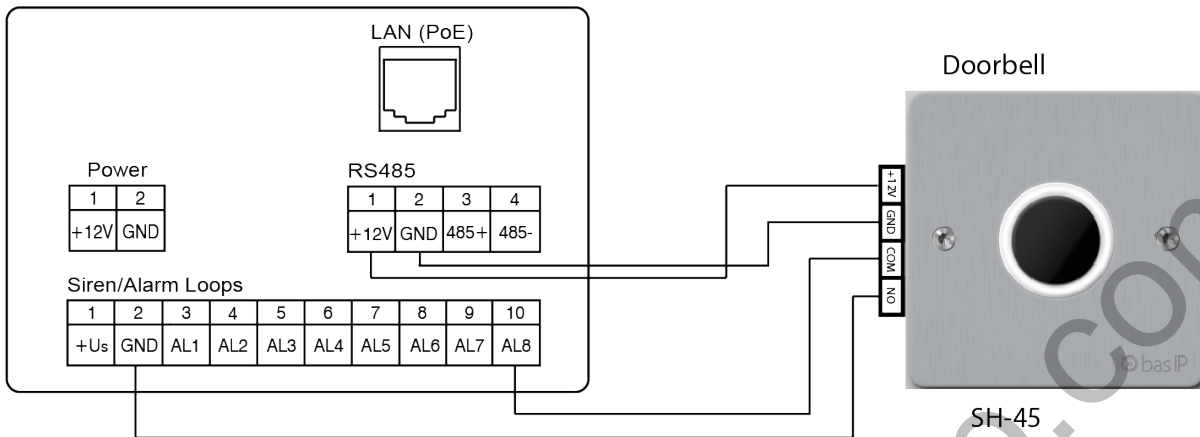 LAN (PoE)
Doorbell
Power
1 2
+12V GND
RS485
1 2 3 4
+12V GND 485+ 485-
+12V
GND
COM
NO
Siren/Alarm Loops
1 2 3 4 5 6 7 8 9 10
+Us GND AL1 AL2 AL3 AL4 AL5 AL6 AL7 AL8
bas IP
SH-45